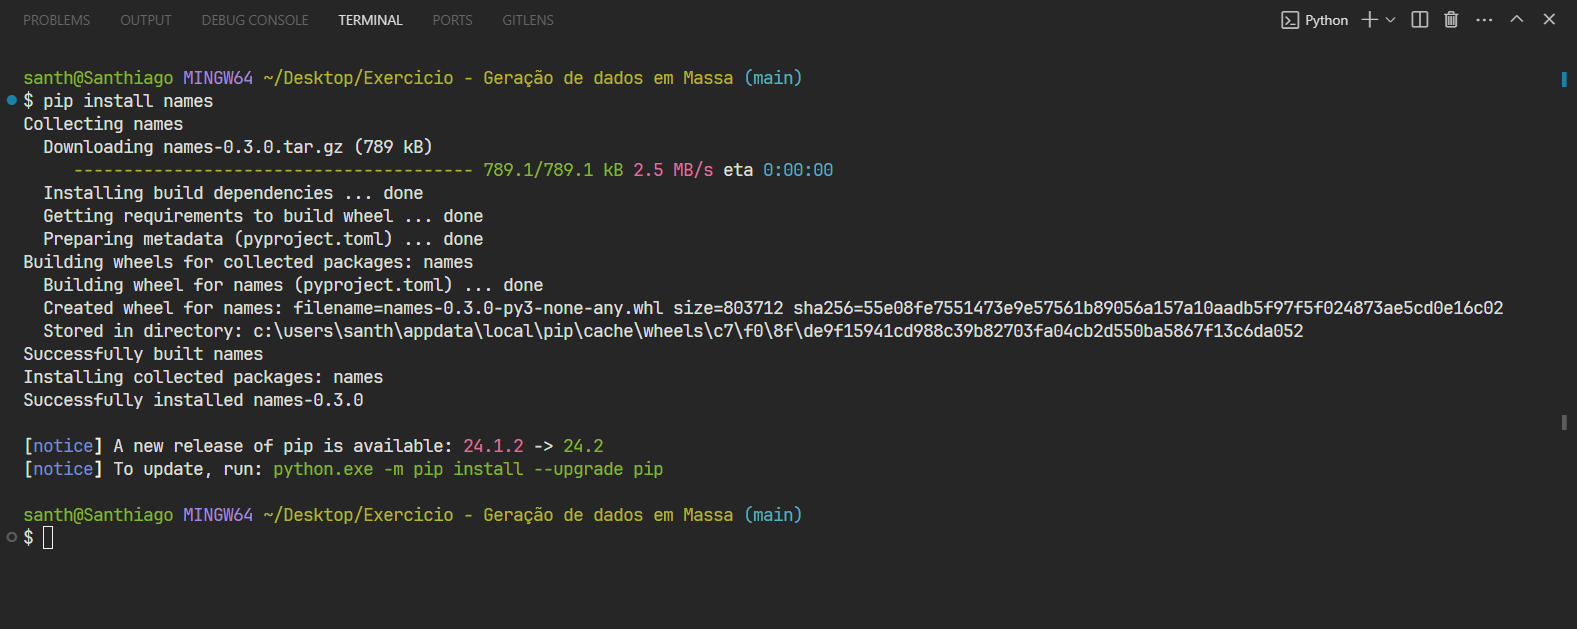 PROBLEMS OUTPUT DEBUG CONSOLE TERMINAL PORTS GITLENS Python
santh@Santhiago MINGW64 ~/Desktop/Exercicio - Geração de dados em Massa (main)
$ pip install names
Collecting names
  Downloading names-0.3.0.tar.gz (789 kB)
     ---------------------------------------- 789.1/789.1 kB 2.5 MB/s eta 0:00:00
  Installing build dependencies ... done
  Getting requirements to build wheel ... done
  Preparing metadata (pyproject.toml) ... done
Building wheels for collected packages: names
  Building wheel for names (pyproject.toml) ... done
  Created wheel for names: filename=names-0.3.0-py3-none-any.whl size=803712 sha256=55e08fe7551473e9e57561b89056a157a10aadb5f97f5f024873ae5cd0e16c02
  Stored in directory: c:\users\santh\appdata\local\pip\cache\wheels\c7\f0\8f\de9f15941cd988c39b82703fa04cb2d550ba5867f13c6da052
Successfully built names
Installing collected packages: names
Successfully installed names-0.3.0
[notice] A new release of pip is available: 24.1.2 -> 24.2
[notice] To update, run: python.exe -m pip install --upgrade pip
santh@Santhiago MINGW64 ~/Desktop/Exercicio - Geração de dados em Massa (main)
$